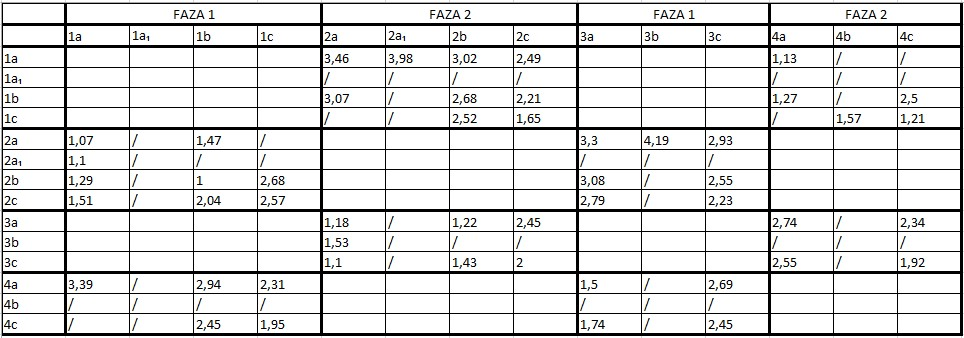 FAZA 1 FAZA 2 FAZA 1 FAZA 2
1a 1a₁ 1b 1c 2a 2a₁ 2b 2c 3a 3b 3c 4a 4b 4c
1a 3,46 3,98 3,02 2,49 1,13 / /
1a₁ / / / / / / /
1b 3,07 / 2,68 2,21 1,27 / 2,5
1c / / 2,52 1,65 / 1,57 1,21
2a 1,07 / 1,47 / 3,3 4,19 2,93
2a₁ 1,1 / / / / / /
2b 1,29 / 1 2,68 3,08 / 2,55
2c 1,51 / 2,04 2,57 2,79 / 2,23
3a 1,18 / 1,22 2,45 2,74 / 2,34
3b 1,53 / / / / / /
3c 1,1 / 1,43 2 2,55 / 1,92
4a 3,39 / 2,94 2,31 1,5 / 2,69
4b / / / / / / /
4c / / 2,45 1,95 1,74 / 2,45